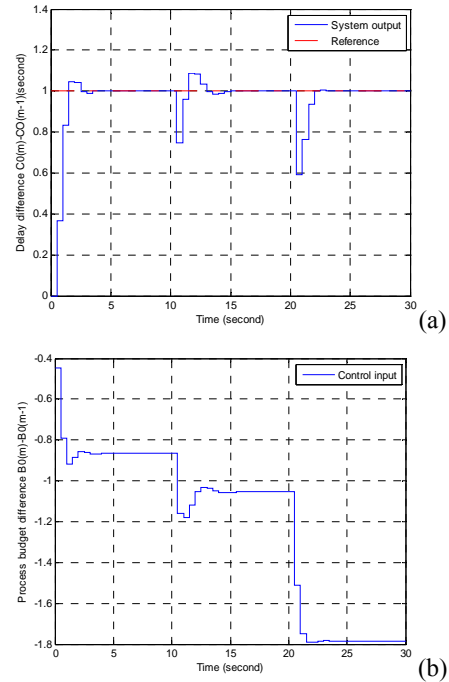 1.4
System output
Reference
1.2
1
0.8
0.6
0.4
0.2
0
0 5 10 15 20 25 30
Time (second)
Delay difference C0(m)-CO(m-1)(second)
(a)
-0.4
Control input
-0.6
-0.8
-1
-1.2
-1.4
-1.6
-1.8
0 5 10 15 20 25 30
Time (second)
Process budget difference B0(m)-B0(m-1)
(b)